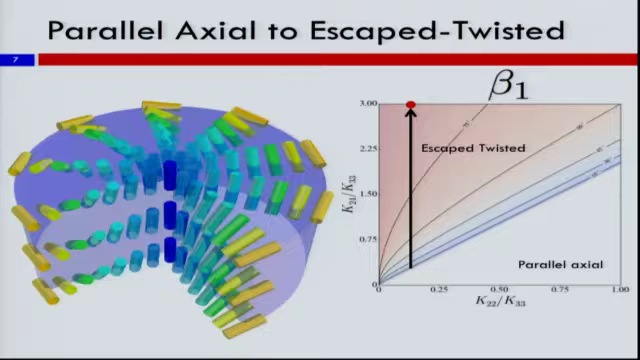 Parallel Axial to Escaped-Twisted
7
β₁
3.00
2.25
1.50
0.75
0
K₂₄/K₃₃
Escaped Twisted
Parallel axial
0 0.25 0.50 0.75 1.00
K₂₂/K₃₃